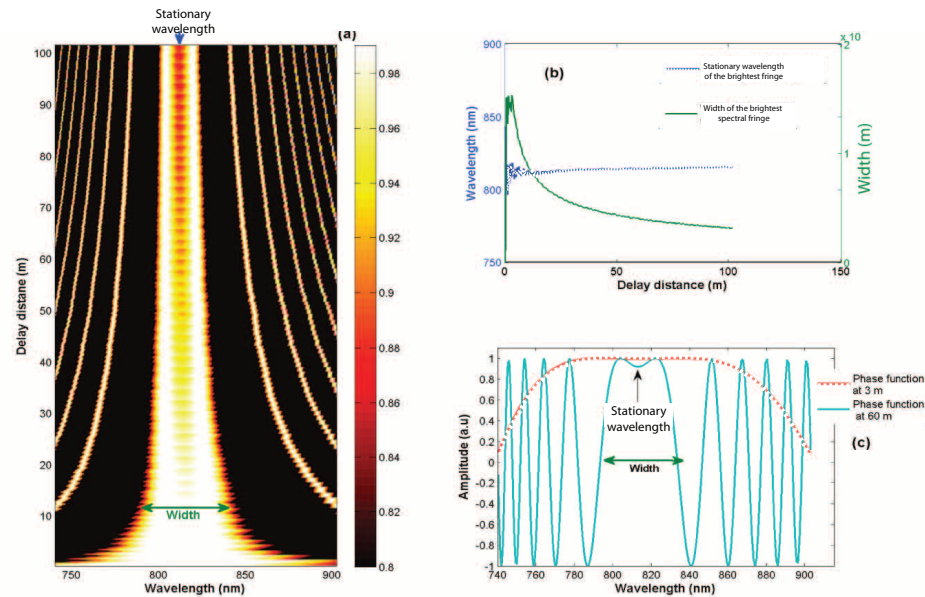 Stationary
wavelength
(a)
100
90
80
70
60
50
40
30
20
10
Delay distane (m)
Width
750
800
850
900
Wavelength (nm)
0.98
0.96
0.94
0.92
0.9
0.88
0.86
0.84
0.82
0.8
(b)
900
850
800
750
Wavelength (nm)
Stationary wavelength
of the brightest fringe
Width of the brightest
spectral fringe
x 10
2
1
0
Width (m)
0
50
100
150
Delay distance (m)
1
0.8
0.6
0.4
0.2
0
-0.2
-0.4
-0.6
-0.8
-1
Amplitude (a.u)
Stationary
wavelength
Width
Phase function
at 3 m
Phase function
at 60 m
(c)
740
760
780
800
820
840
860
880
900
Wavelength (nm)